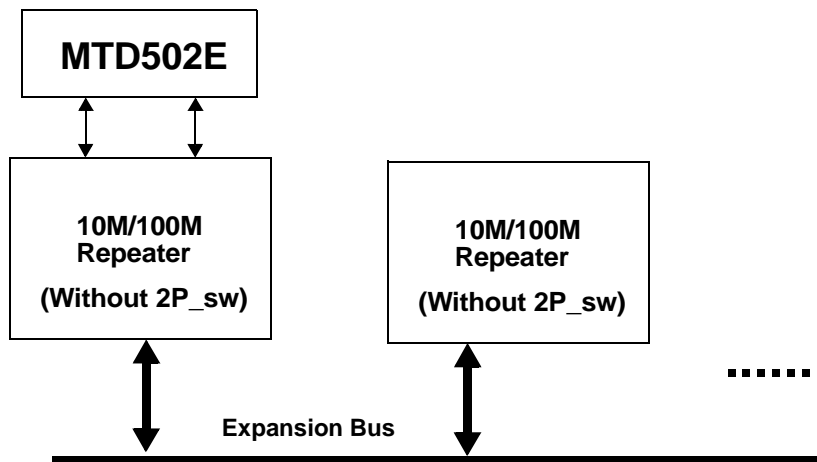 MTD502E
10M/100M
Repeater
(Without 2P_sw)
10M/100M
Repeater
(Without 2P_sw)
Expansion Bus